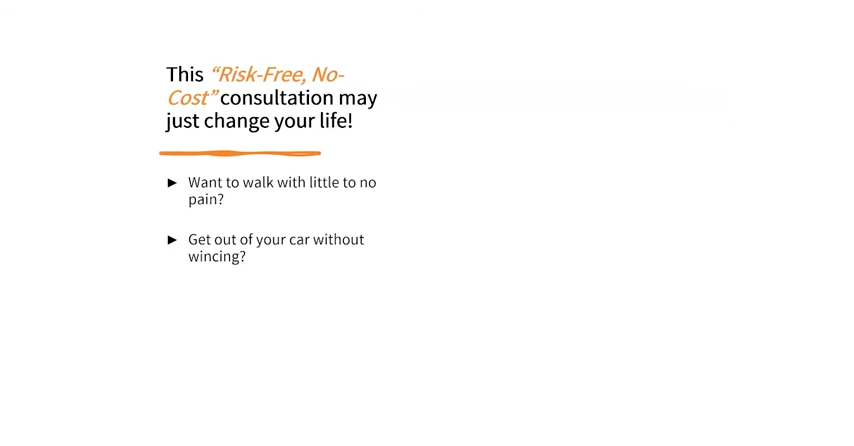 This “Risk-Free, No-
Cost” consultation may
just change your life!
► Want to walk with little to no
pain?
► Get out of your car without
wincing?